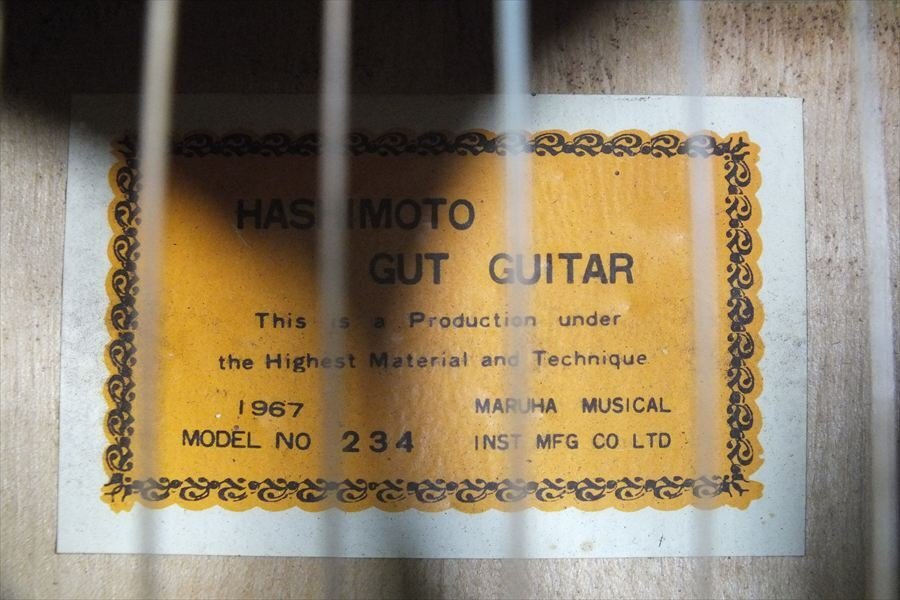 HASHIMOTO
GUT GUITAR
This is a Production under
the Highest Material and Technique
1967
MODEL NO 234
MARUHA MUSICAL
INST MFG CO LTD